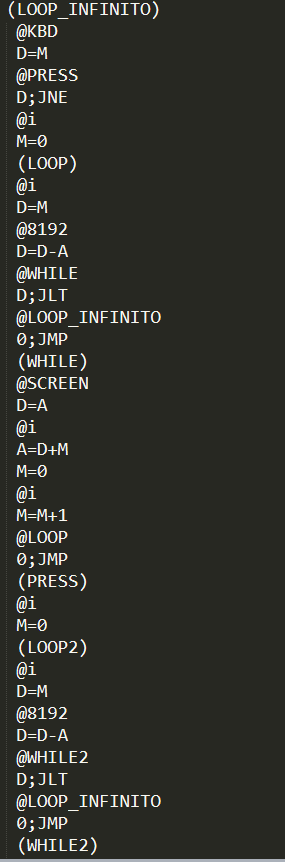 (LOOP_INFINITO)
@KBD
D=M
@PRESS
D;JNE
@i
M=0
(LOOP)
@i
D=M
@8192
D=D-A
@WHILE
D;JLT
@LOOP_INFINITO
0;JMP
(WHILE)
@SCREEN
D=A
@i
A=D+M
M=0
@i
M=M+1
@LOOP
0;JMP
(PRESS)
@i
M=0
(LOOP2)
@i
D=M
@8192
D=D-A
@WHILE2
D;JLT
@LOOP_INFINITO
0;JMP
(WHILE2)